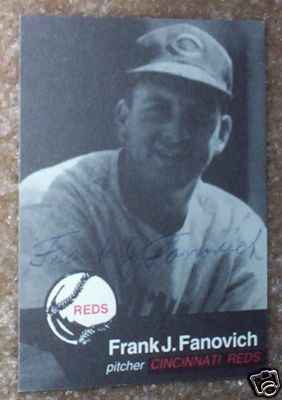 Frank J. Fanovich
REDS
Frank J. Fanovich
pitcher CINCINNATI REDS